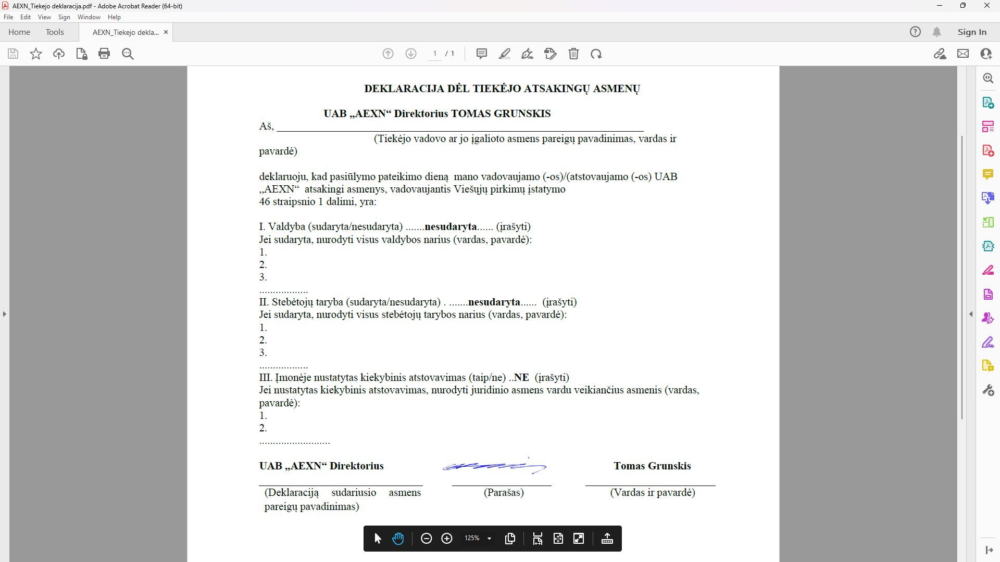 AEXN_Tiekejo deklaracija.pdf - Adobe Acrobat Reader (64-bit)
File Edit View Sign Window Help
Home Tools AEXN_Tiekejo dekla... × Sign In
1 / 1
DEKLARACIJA DĖL TIEKĖJO ATSAKINGŲ ASMENŲ
UAB „AEXN“ Direktorius TOMAS GRUNSKIS
Aš, ____________________________________________________________________
(Tiekėjo vadovo ar jo įgalioto asmens pareigų pavadinimas, vardas ir
pavardė)
deklaruoju, kad pasiūlymo pateikimo dieną mano vadovaujamo (-os)/(atstovaujamo (-os) UAB
„AEXN“ atsakingi asmenys, vadovaujantis Viešųjų pirkimų įstatymo
46 straipsnio 1 dalimi, yra:
I. Valdyba (sudaryta/nesudaryta) .......nesudaryta...... (įrašyti)
Jei sudaryta, nurodyti visus valdybos narius (vardas, pavardė):
1.
2.
3.
..................
II. Stebėtojų taryba (sudaryta/nesudaryta) . .......nesudaryta...... (įrašyti)
Jei sudaryta, nurodyti visus stebėtojų tarybos narius (vardas, pavardė):
1.
2.
3.
..................
III. Įmonėje nustatytas kiekybinis atstovavimas (taip/ne) ..NE (įrašyti)
Jei nustatytas kiekybinis atstovavimas, nurodyti juridinio asmens vardu veikiančius asmenis (vardas,
pavardė):
1.
2.
..........................
UAB „AEXN“ Direktorius Tomas Grunskis
(Deklaraciją sudariusio asmens (Parašas) (Vardas ir pavardė)
pareigų pavadinimas)
125%